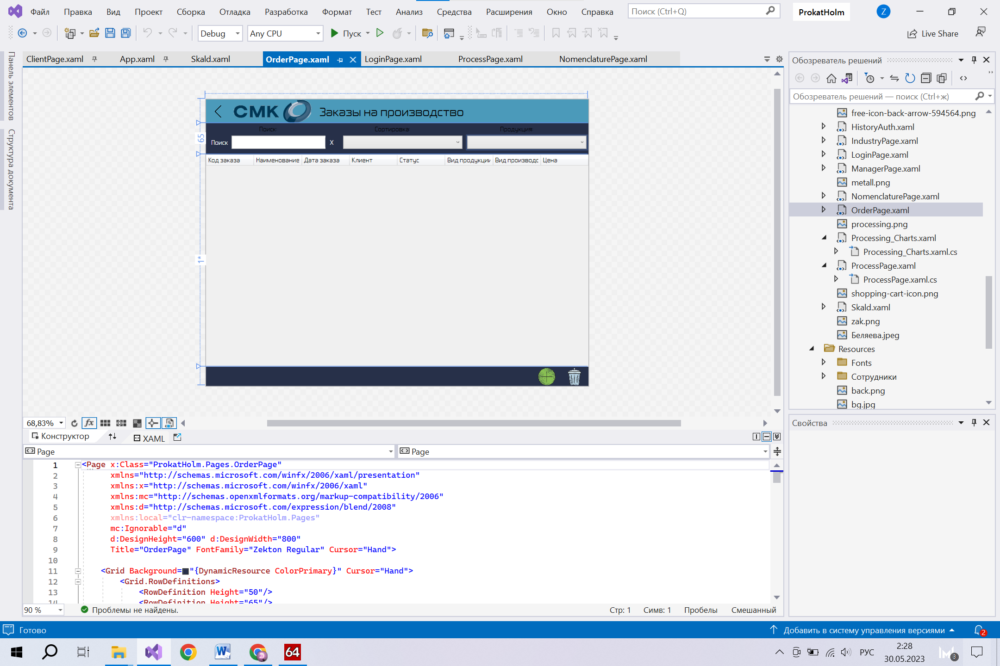 Файл Правка Вид Проект Сборка Отладка Разработка Формат Тест Анализ Средства Расширения Окно Справка Поиск (Ctrl+Q) ProkatHolm Z
Debug Any CPU Пуск Live Share
Панель элементов
Структура документа
ClientPage.xaml App.xaml Skald.xaml OrderPage.xaml LoginPage.xaml ProcessPage.xaml NomenclaturePage.xaml
СМК Заказы на производство
Поиск: Сортировка: Продукция:
65
Поиск X
Код заказа Наименование Дата заказа Клиент Статус Вид продукции Вид производс Цена
1*
68,83% fx
Конструктор XAML
Page Page
1 <Page x:Class="ProkatHolm.Pages.OrderPage"
2 xmlns="http://schemas.microsoft.com/winfx/2006/xaml/presentation"
3 xmlns:x="http://schemas.microsoft.com/winfx/2006/xaml"
4 xmlns:mc="http://schemas.openxmlformats.org/markup-compatibility/2006"
5 xmlns:d="http://schemas.microsoft.com/expression/blend/2008"
6 xmlns:local="clr-namespace:ProkatHolm.Pages"
7 mc:Ignorable="d"
8 d:DesignHeight="600" d:DesignWidth="800"
9 Title="OrderPage" FontFamily="Zekton Regular" Cursor="Hand">
10
11 <Grid Background="{DynamicResource ColorPrimary}" Cursor="Hand">
12 <Grid.RowDefinitions>
13 <RowDefinition Height="50"/>
14 <RowDefinition Height="65"/>
90 % Проблемы не найдены. Стр: 1 Симв: 1 Пробелы Смешанный
Обозреватель решений
Обозреватель решений — поиск (Ctrl+ж)
free-icon-back-arrow-594564.png
HistoryAuth.xaml
IndustryPage.xaml
LoginPage.xaml
ManagerPage.xaml
metall.png
NomenclaturePage.xaml
OrderPage.xaml
processing.png
Processing_Charts.xaml
Processing_Charts.xaml.cs
ProcessPage.xaml
ProcessPage.xaml.cs
shopping-cart-icon.png
Skald.xaml
zak.png
Беляева.jpeg
Resources
Fonts
Сотрудники
back.png
bg.jpg
Свойства
Готово Добавить в систему управления версиями 2
64 РУС 2:28
30.05.2023 3